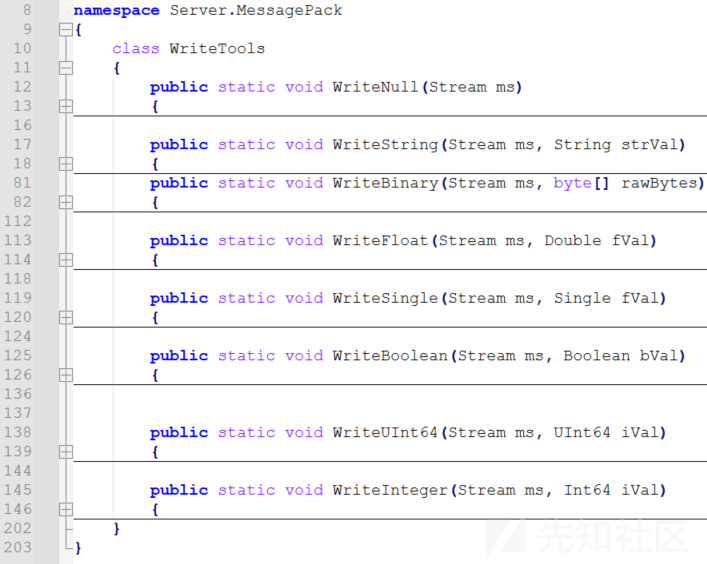 8 namespace Server.MessagePack
9 {
10 class WriteTools
11 {
12 public static void WriteNull(Stream ms)
13 {
16
17 public static void WriteString(Stream ms, String strVal)
18 {
81 public static void WriteBinary(Stream ms, byte[] rawBytes)
82 {
112
113 public static void WriteFloat(Stream ms, Double fVal)
114 {
118
119 public static void WriteSingle(Stream ms, Single fVal)
120 {
124
125 public static void WriteBoolean(Stream ms, Boolean bVal)
126 {
136
137
138 public static void WriteUInt64(Stream ms, UInt64 iVal)
139 {
144
145 public static void WriteInteger(Stream ms, Int64 iVal)
146 {
202 }
203 }
先知社区